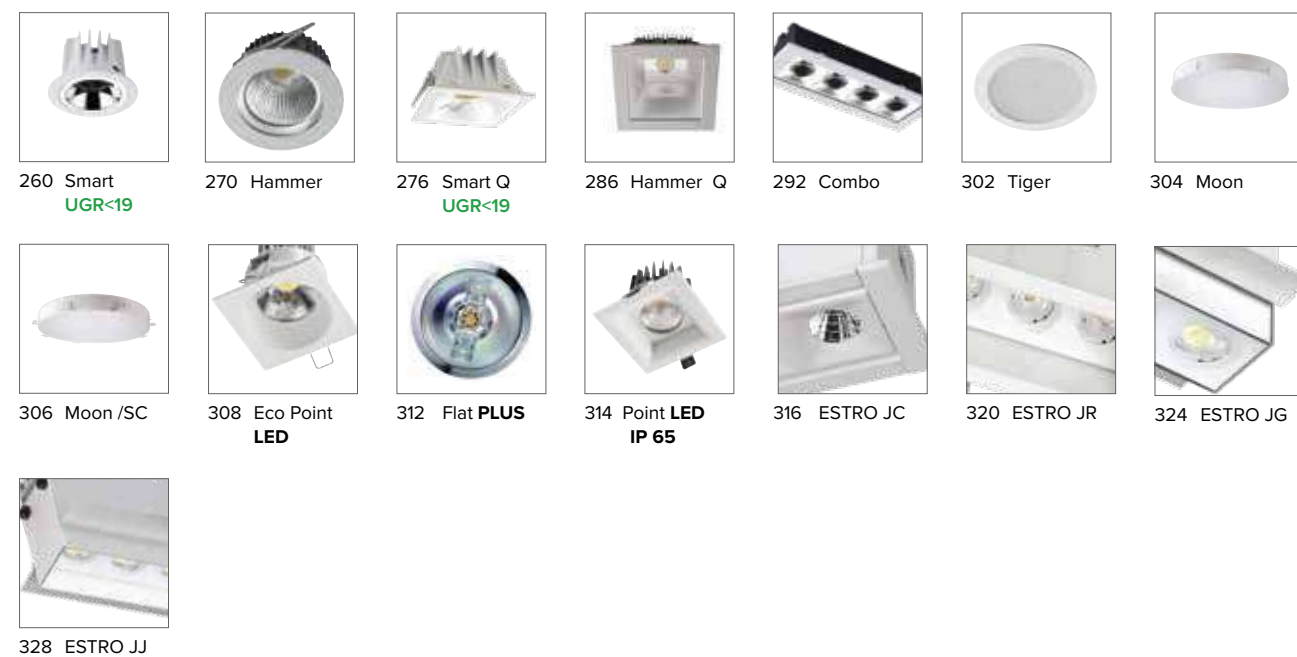 260 Smart
UGR<19
270 Hammer
276 Smart Q
UGR<19
286 Hammer Q
292 Combo
302 Tiger
304 Moon
306 Moon /SC
308 Eco Point
LED
312 Flat PLUS
314 Point LED
IP 65
316 ESTRO JC
320 ESTRO JR
324 ESTRO JG
328 ESTRO JJ